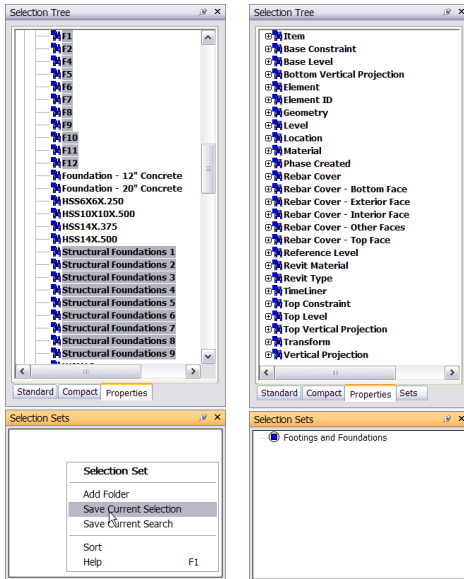 Selection Tree
F1
F2
F4
F5
F6
F7
F8
F9
F10
F11
F12
Foundation - 12" Concrete
Foundation - 20" Concrete
HSS6X6X.250
HSS10X10X.500
HSS14X.375
HSS14X.500
Structural Foundations 1
Structural Foundations 2
Structural Foundations 3
Structural Foundations 4
Structural Foundations 5
Structural Foundations 6
Structural Foundations 7
Structural Foundations 8
Structural Foundations 9
Standard Compact Properties
Selection Sets
Selection Set
Add Folder
Save Current Selection
Save Current Search
Sort
Help F1
Selection Tree
Item
Base Constraint
Base Level
Bottom Vertical Projection
Element
Element ID
Geometry
Level
Location
Material
Phase Created
Rebar Cover
Rebar Cover - Bottom Face
Rebar Cover - Exterior Face
Rebar Cover - Interior Face
Rebar Cover - Other Faces
Rebar Cover - Top Face
Reference Level
Revit Material
Revit Type
TimeLiner
Top Constraint
Top Level
Top Vertical Projection
Transform
Vertical Projection
Standard Compact Properties Sets
Selection Sets
Footings and Foundations